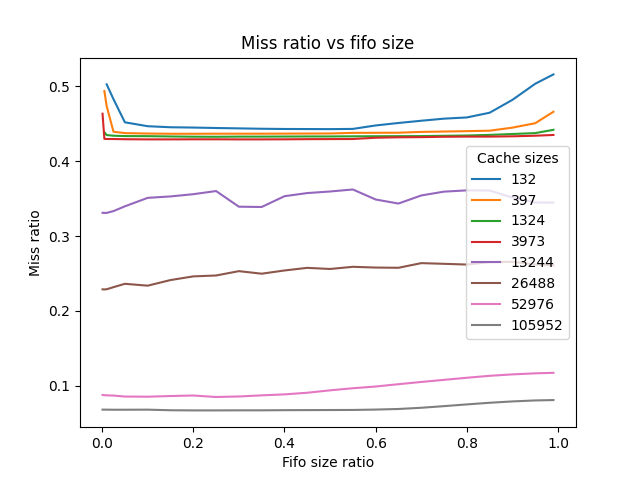 Miss ratio vs fifo size
0.5
0.4
0.3
0.2
0.1
Miss ratio
Cache sizes
132
397
1324
3973
13244
26488
52976
105952
0.0 0.2 0.4 0.6 0.8 1.0
Fifo size ratio